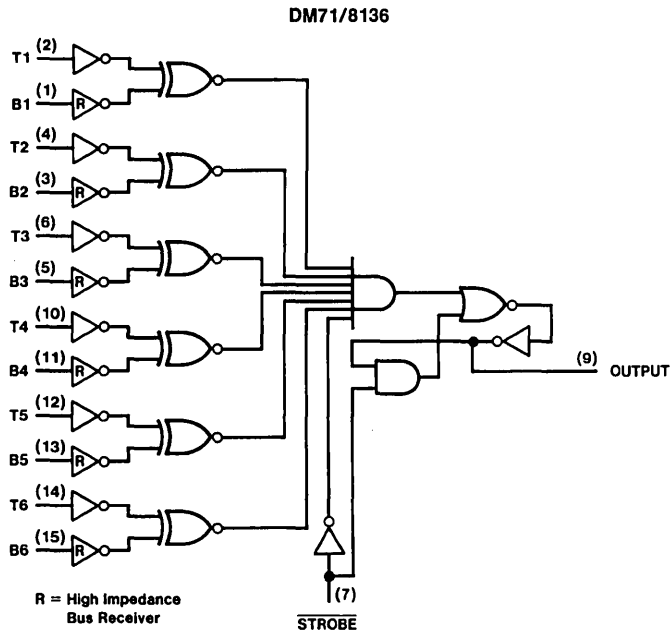 DM71/8136
T1 (2)
B1 (1) R
T2 (4)
B2 (3) R
T3 (6)
B3 (5) R
T4 (10)
B4 (11) R
(9) OUTPUT
T5 (12)
B5 (13) R
T6 (14)
B6 (15) R
(7)
R = High Impedance
Bus Receiver
STROBE